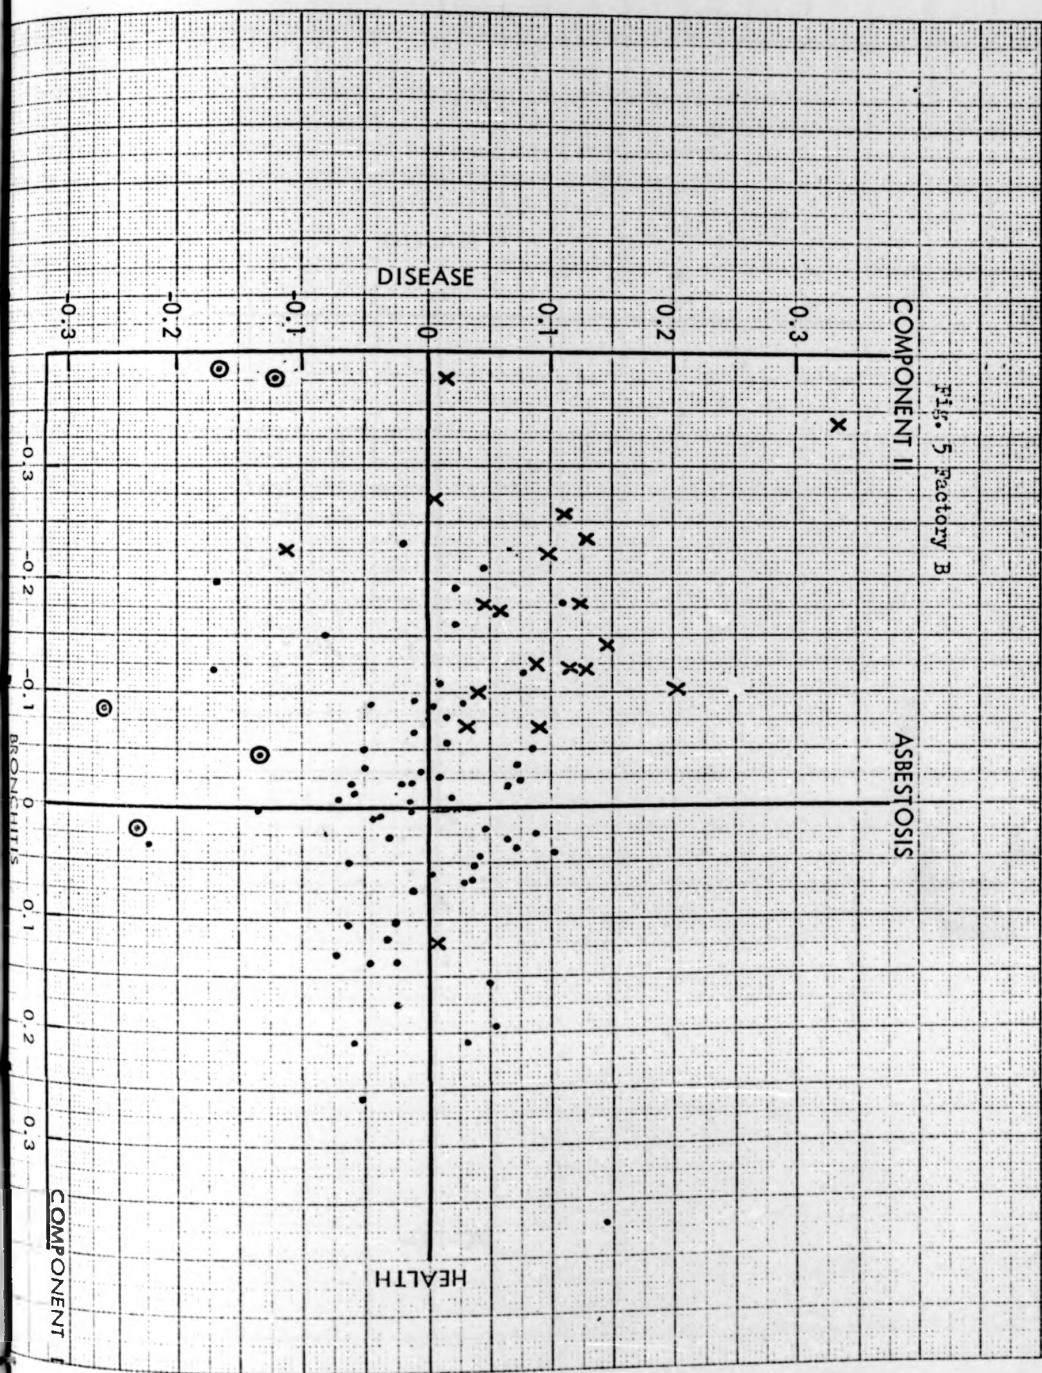 Fig. 5 Factory B
COMPONENT II
ASBESTOSIS
0.3
0.2
0.1
0
-0.1
-0.2
-0.3
DISEASE
HEALTH
-0.3
-0.2
-0.1
0
0.1
0.2
0.3
BRONCHITIS
COMPONENT I